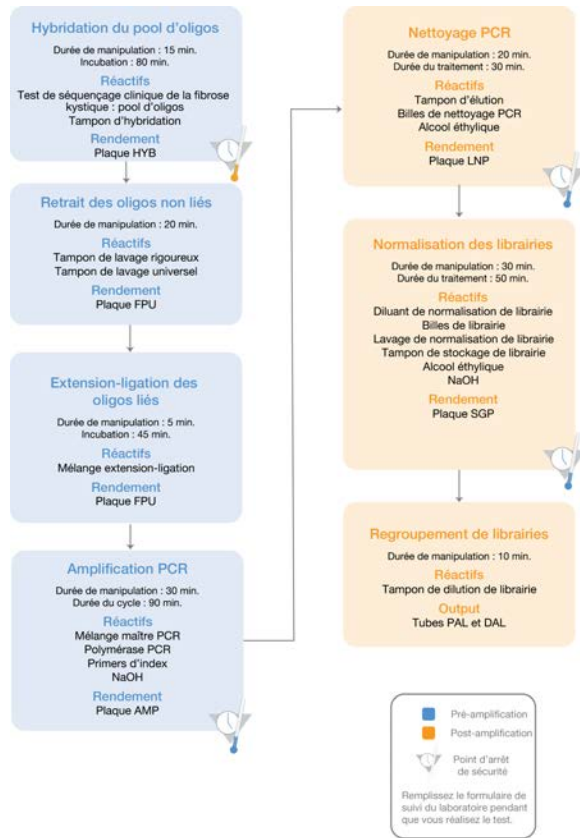 Hybridation du pool d'oligos
Durée de manipulation : 15 min.
Incubation : 80 min.
Réactifs
Test de séquençage clinique de la fibrose
kystique : pool d'oligos
Tampon d'hybridation
Rendement
Plaque HYB
Retrait des oligos non liés
Durée de manipulation : 20 min.
Réactifs
Tampon de lavage rigoureux
Tampon de lavage universel
Rendement
Plaque FPU
Extension-ligation des
oligos liés
Durée de manipulation : 5 min.
Incubation : 45 min.
Réactifs
Mélange extension-ligation
Rendement
Plaque FPU
Amplification PCR
Durée de manipulation : 30 min.
Durée du cycle : 90 min.
Réactifs
Mélange maître PCR
Polymérase PCR
Primers d'index
NaOH
Rendement
Plaque AMP
Nettoyage PCR
Durée de manipulation : 20 min.
Durée du traitement : 30 min.
Réactifs
Tampon d'élution
Billes de nettoyage PCR
Alcool éthylique
Rendement
Plaque LNP
Normalisation des librairies
Durée de manipulation : 30 min.
Durée du traitement : 50 min.
Réactifs
Diluant de normalisation de librairie
Billes de librairie
Lavage de normalisation de librairie
Tampon de stockage de librairie
Alcool éthylique
NaOH
Rendement
Plaque SGP
Regroupement de librairies
Durée de manipulation : 10 min.
Réactifs
Tampon de dilution de librairie
Output
Tubes PAL et DAL
Pré-amplification
Post-amplification
Point d'arrêt
de sécurité
Remplissez le formulaire de
suivi du laboratoire pendant
que vous réalisez le test.